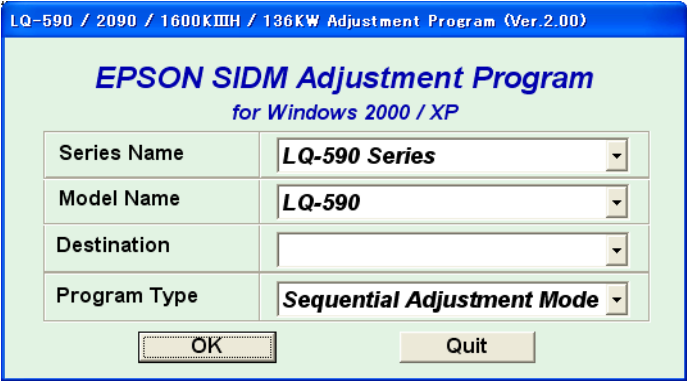 LQ-590 / 2090 / 1600KⅢH / 136KW Adjustment Program (Ver.2.00)
EPSON SIDM Adjustment Program
for Windows 2000 / XP
Series Name LQ-590 Series
Model Name LQ-590
Destination
Program Type Sequential Adjustment Mode
OK Quit